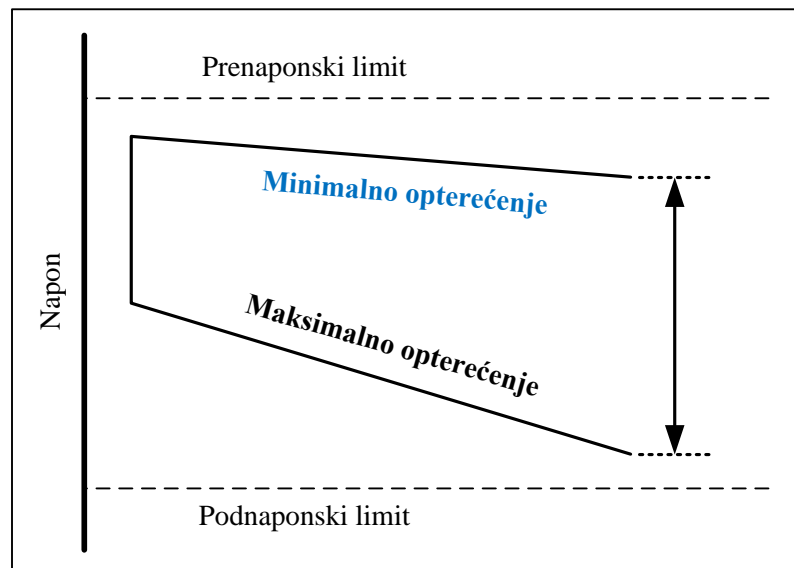 Prenaponski limit
Minimalno opterećenje
Napon
Maksimalno opterećenje
Podnaponski limit